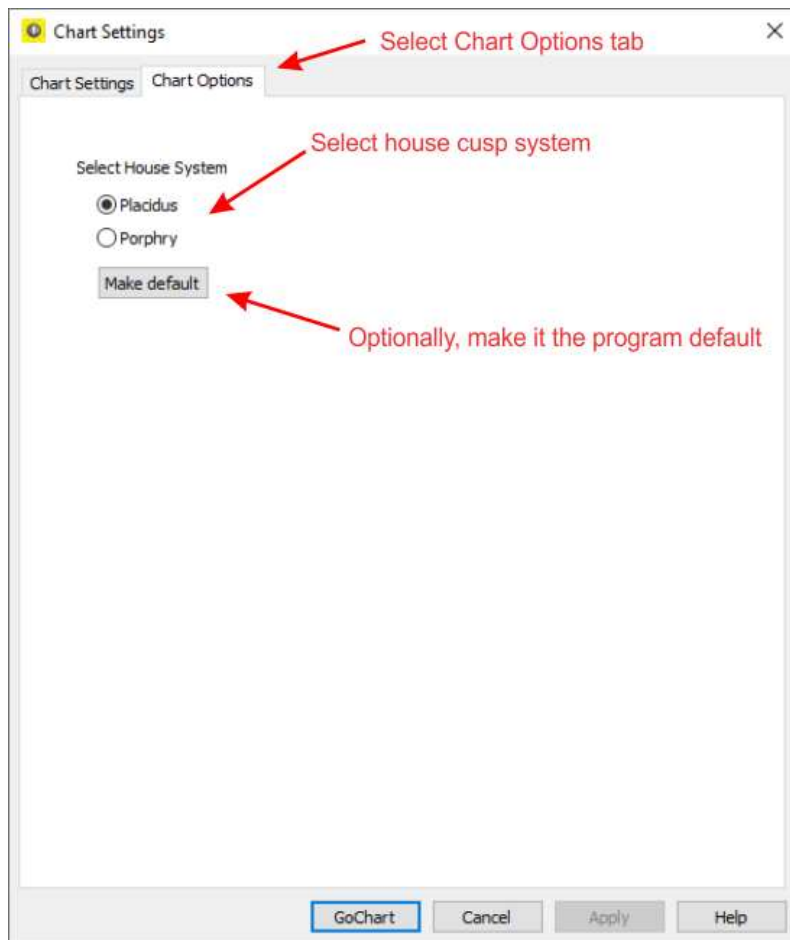 Chart Settings
Select Chart Options tab
Chart Settings
Chart Options
Select house cusp system
Select House System
Placidus
Porphry
Make default
Optionally, make it the program default
GoChart
Cancel
Apply
Help